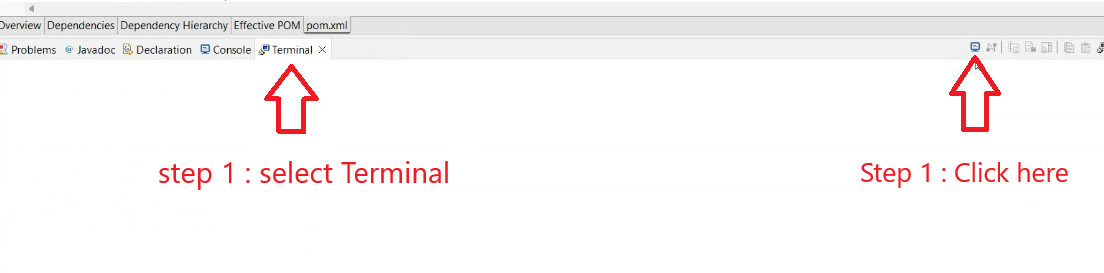 Overview Dependencies Dependency Hierarchy Effective POM pom.xml
Problems @ Javadoc Declaration Console Terminal
step 1 : select Terminal
Step 1 : Click here